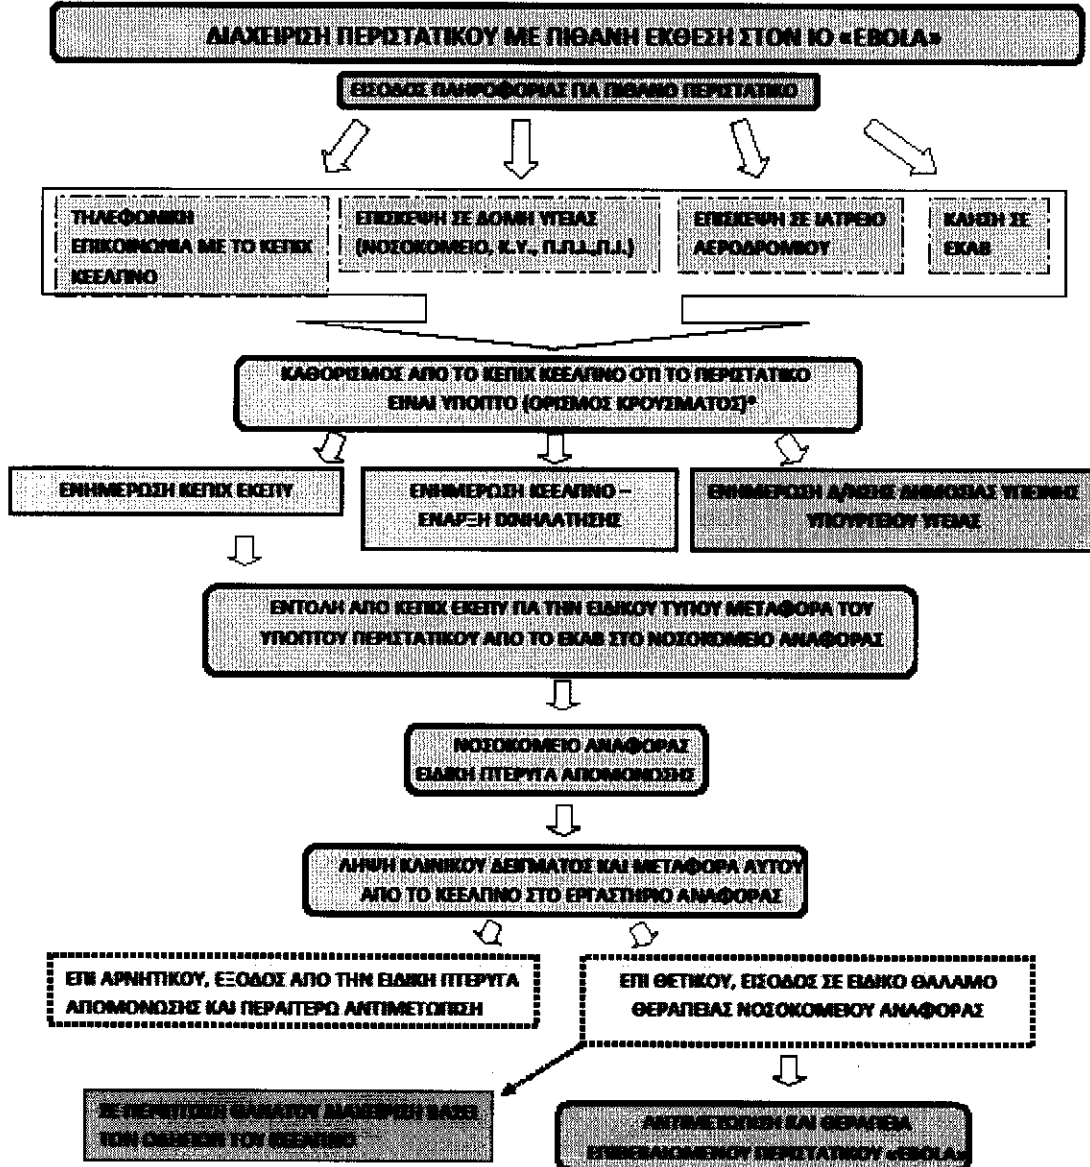 ΔΙΑΧΕΙΡΙΣΗ ΠΕΡΙΣΤΑΤΙΚΟΥ ΜΕ ΠΙΘΑΝΗ ΕΚΘΕΣΗ ΣΤΟΝ ΙΟ «EBOLA»
ΕΙΣΟΔΟΣ ΠΛΗΡΟΦΟΡΙΑΣ ΓΙΑ ΠΙΘΑΝΟ ΠΕΡΙΣΤΑΤΙΚΟ
ΤΗΛΕΦΩΝΙΚΗ
ΕΠΙΚΟΙΝΩΝΙΑ ΜΕ ΤΟ ΚΕΠΙΧ
ΚΕΕΛΠΝΟ
ΕΠΙΣΚΕΨΗ ΣΕ ΔΟΜΗ ΥΓΕΙΑΣ
(ΝΟΣΟΚΟΜΕΙΟ, Κ.Υ., Π.Π.Ι.,Π.Ι.)
ΕΠΙΣΚΕΨΗ ΣΕ ΙΑΤΡΕΙΟ
ΑΕΡΟΔΡΟΜΙΟΥ
ΚΛΗΣΗ ΣΕ
ΕΚΑΒ
ΚΑΘΟΡΙΣΜΟΣ ΑΠΟ ΤΟ ΚΕΠΙΧ ΚΕΕΛΠΝΟ ΟΤΙ ΤΟ ΠΕΡΙΣΤΑΤΙΚΟ
ΕΙΝΑΙ ΥΠΟΠΤΟ (ΟΡΙΣΜΟΣ ΚΡΟΥΣΜΑΤΟΣ)*
ΕΝΗΜΕΡΩΣΗ ΚΕΠΙΧ ΕΚΕΠΥ
ΕΝΗΜΕΡΩΣΗ ΚΕΕΛΠΝΟ –
ΕΝΑΡΞΗ ΙΧΝΗΛΑΤΗΣΗΣ
ΕΝΗΜΕΡΩΣΗ Δ/ΝΣΗΣ ΔΗΜΟΣΙΑΣ ΥΓΙΕΙΝΗΣ
ΥΠΟΥΡΓΕΙΟΥ ΥΓΕΙΑΣ
ΕΝΤΟΛΗ ΑΠΟ ΚΕΠΙΧ ΕΚΕΠΥ ΓΙΑ ΤΗΝ ΕΙΔΙΚΟΥ ΤΥΠΟΥ ΜΕΤΑΦΟΡΑ ΤΟΥ
ΥΠΟΠΤΟΥ ΠΕΡΙΣΤΑΤΙΚΟΥ ΑΠΟ ΤΟ ΕΚΑΒ ΣΤΟ ΝΟΣΟΚΟΜΕΙΟ ΑΝΑΦΟΡΑΣ
ΝΟΣΟΚΟΜΕΙΟ ΑΝΑΦΟΡΑΣ
ΕΙΔΙΚΗ ΠΤΕΡΥΓΑ ΑΠΟΜΟΝΩΣΗΣ
ΛΗΨΗ ΚΛΙΝΙΚΟΥ ΔΕΙΓΜΑΤΟΣ ΚΑΙ ΜΕΤΑΦΟΡΑ ΑΥΤΟΥ
ΑΠΟ ΤΟ ΚΕΕΛΠΝΟ ΣΤΟ ΕΡΓΑΣΤΗΡΙΟ ΑΝΑΦΟΡΑΣ
ΕΠΙ ΑΡΝΗΤΙΚΟΥ, ΕΞΟΔΟΣ ΑΠΟ ΤΗΝ ΕΙΔΙΚΗ ΠΤΕΡΥΓΑ
ΑΠΟΜΟΝΩΣΗΣ ΚΑΙ ΠΕΡΑΙΤΕΡΩ ΑΝΤΙΜΕΤΩΠΙΣΗ
ΕΠΙ ΘΕΤΙΚΟΥ, ΕΙΣΟΔΟΣ ΣΕ ΕΙΔΙΚΟ ΘΑΛΑΜΟ
ΘΕΡΑΠΕΙΑΣ ΝΟΣΟΚΟΜΕΙΟΥ ΑΝΑΦΟΡΑΣ
ΣΕ ΠΕΡΙΠΤΩΣΗ ΘΑΝΑΤΟΥ ΔΙΑΧΕΙΡΙΣΗ ΒΑΣΕΙ
ΤΩΝ ΟΔΗΓΙΩΝ ΤΟΥ ΚΕΕΛΠΝΟ
ΑΝΤΙΜΕΤΩΠΙΣΗ ΚΑΙ ΘΕΡΑΠΕΙΑ
ΕΠΙΒΕΒΑΙΩΜΕΝΟΥ ΠΕΡΙΣΤΑΤΙΚΟΥ «EBOLA»